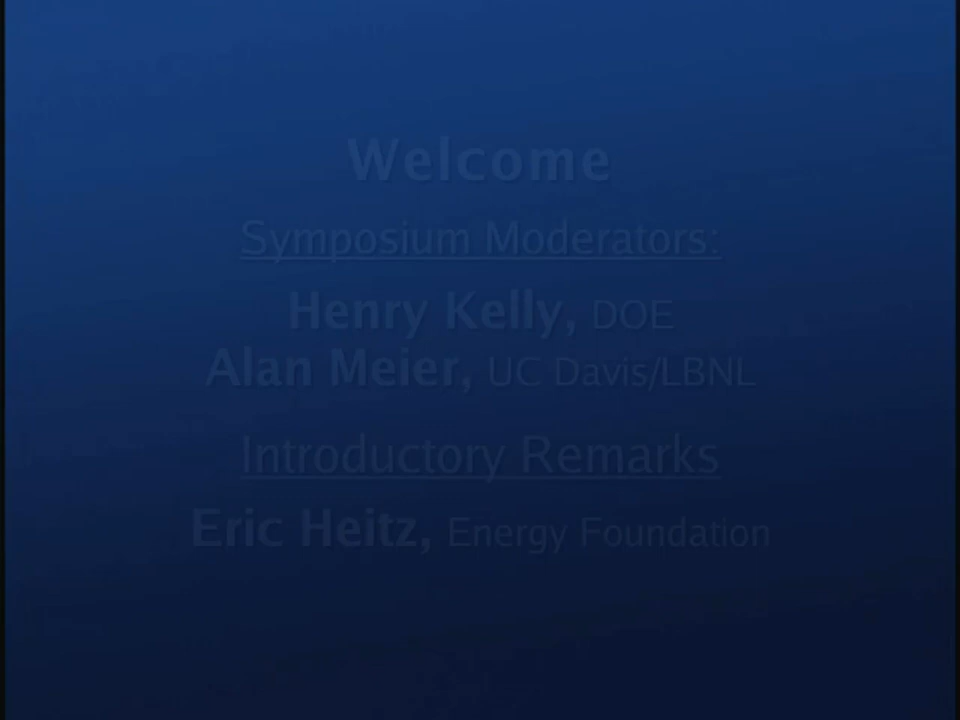 Welcome
Symposium Moderators:
Henry Kelly, DOE
Alan Meier, UC Davis/LBNL
Introductory Remarks
Eric Heitz, Energy Foundation